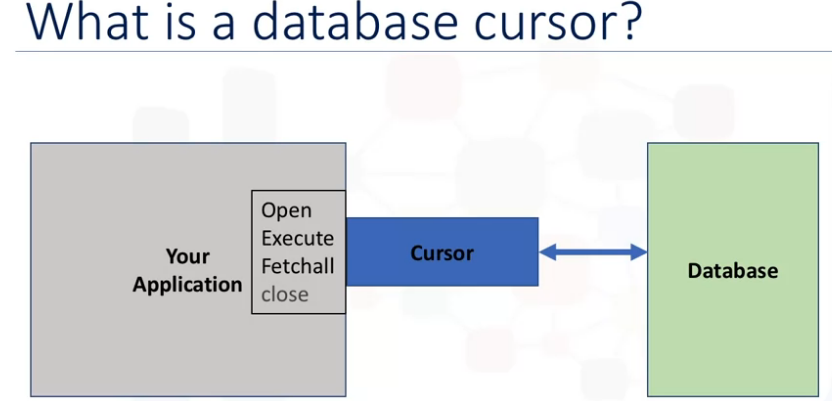 What is a database cursor?
Your
Application
Open
Execute
Fetchall
close
Cursor
Database